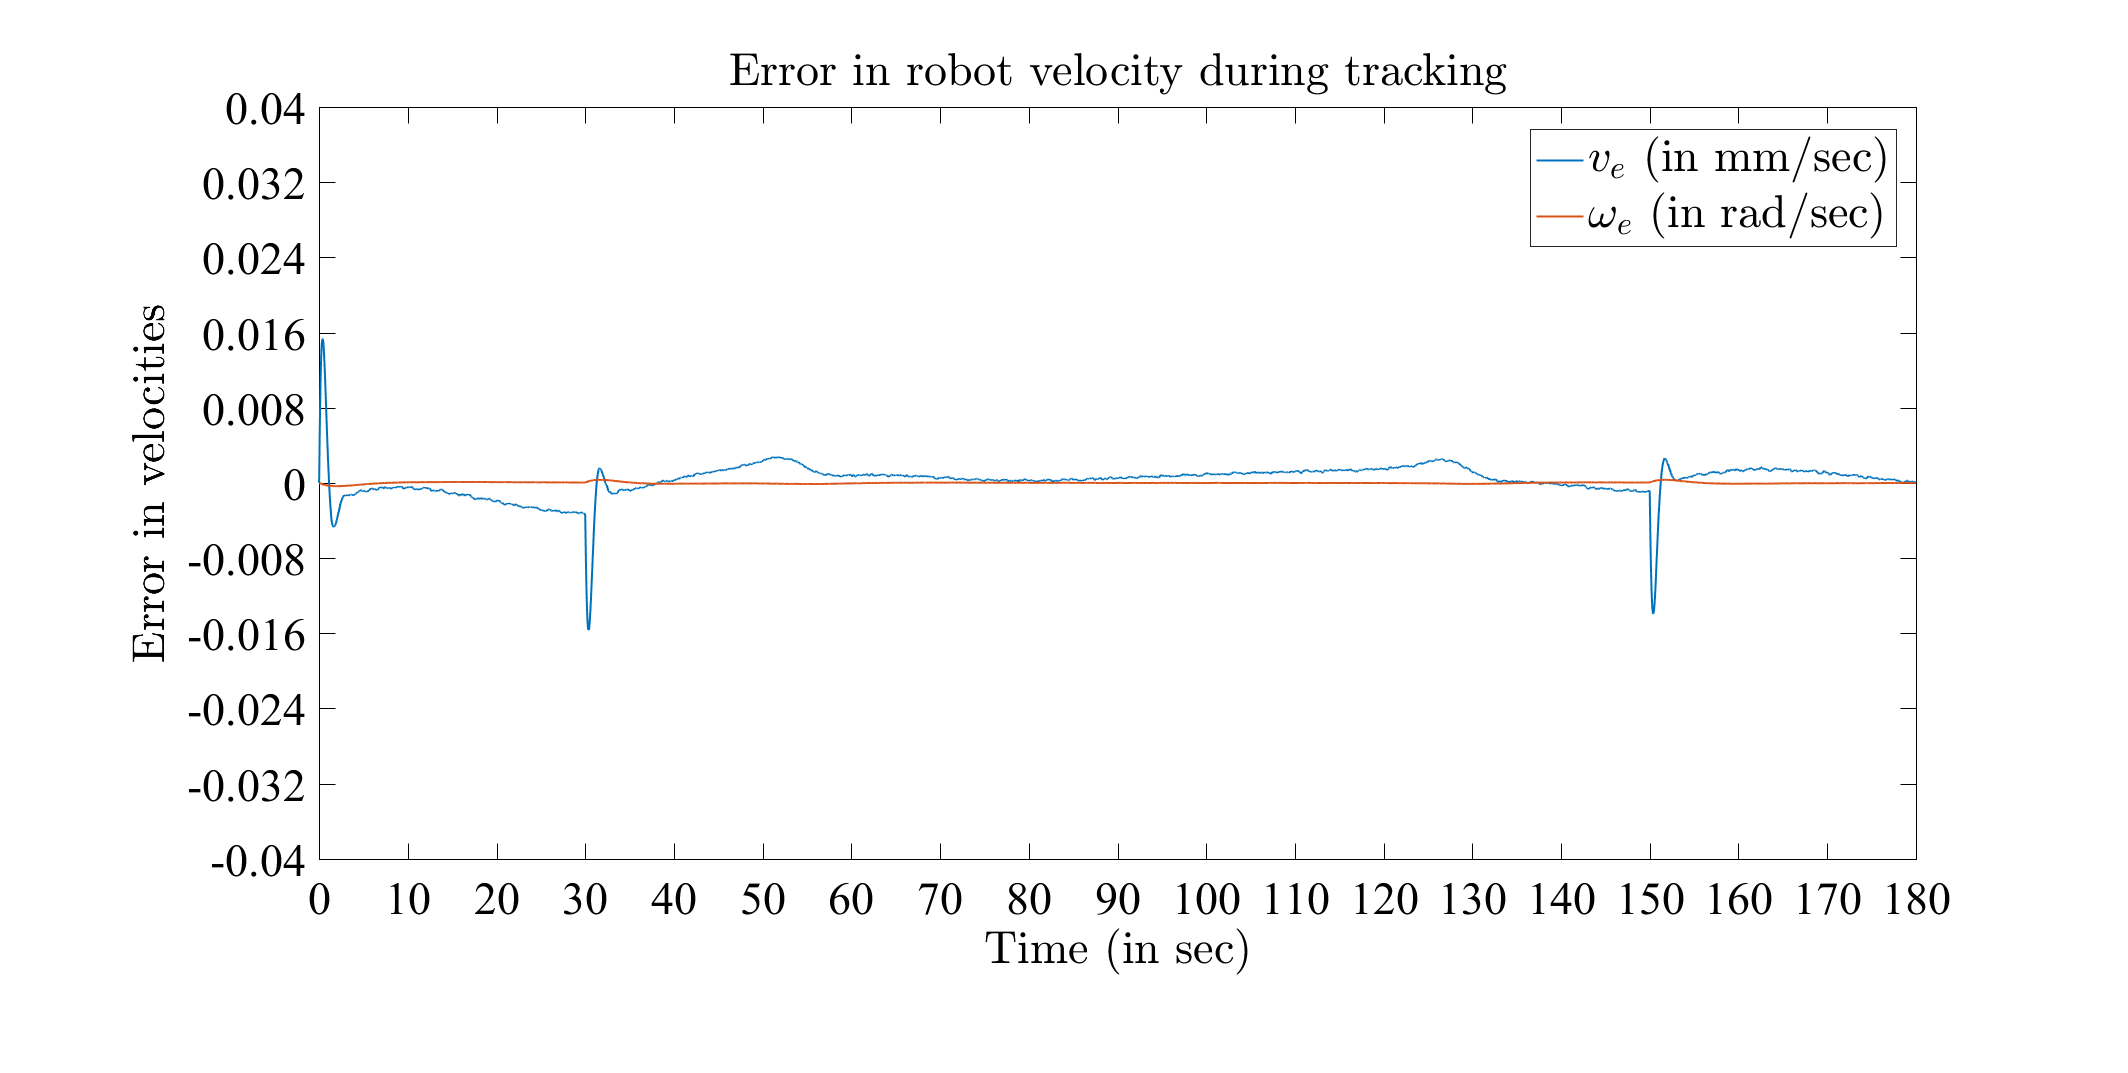 Error in robot velocity during tracking
0.04
0.032
0.024
0.016
0.008
0
-0.008
-0.016
-0.024
-0.032
-0.04
Error in velocities
v_e (in mm/sec)
ω_e (in rad/sec)
0 10 20 30 40 50 60 70 80 90 100 110 120 130 140 150 160 170 180
Time (in sec)